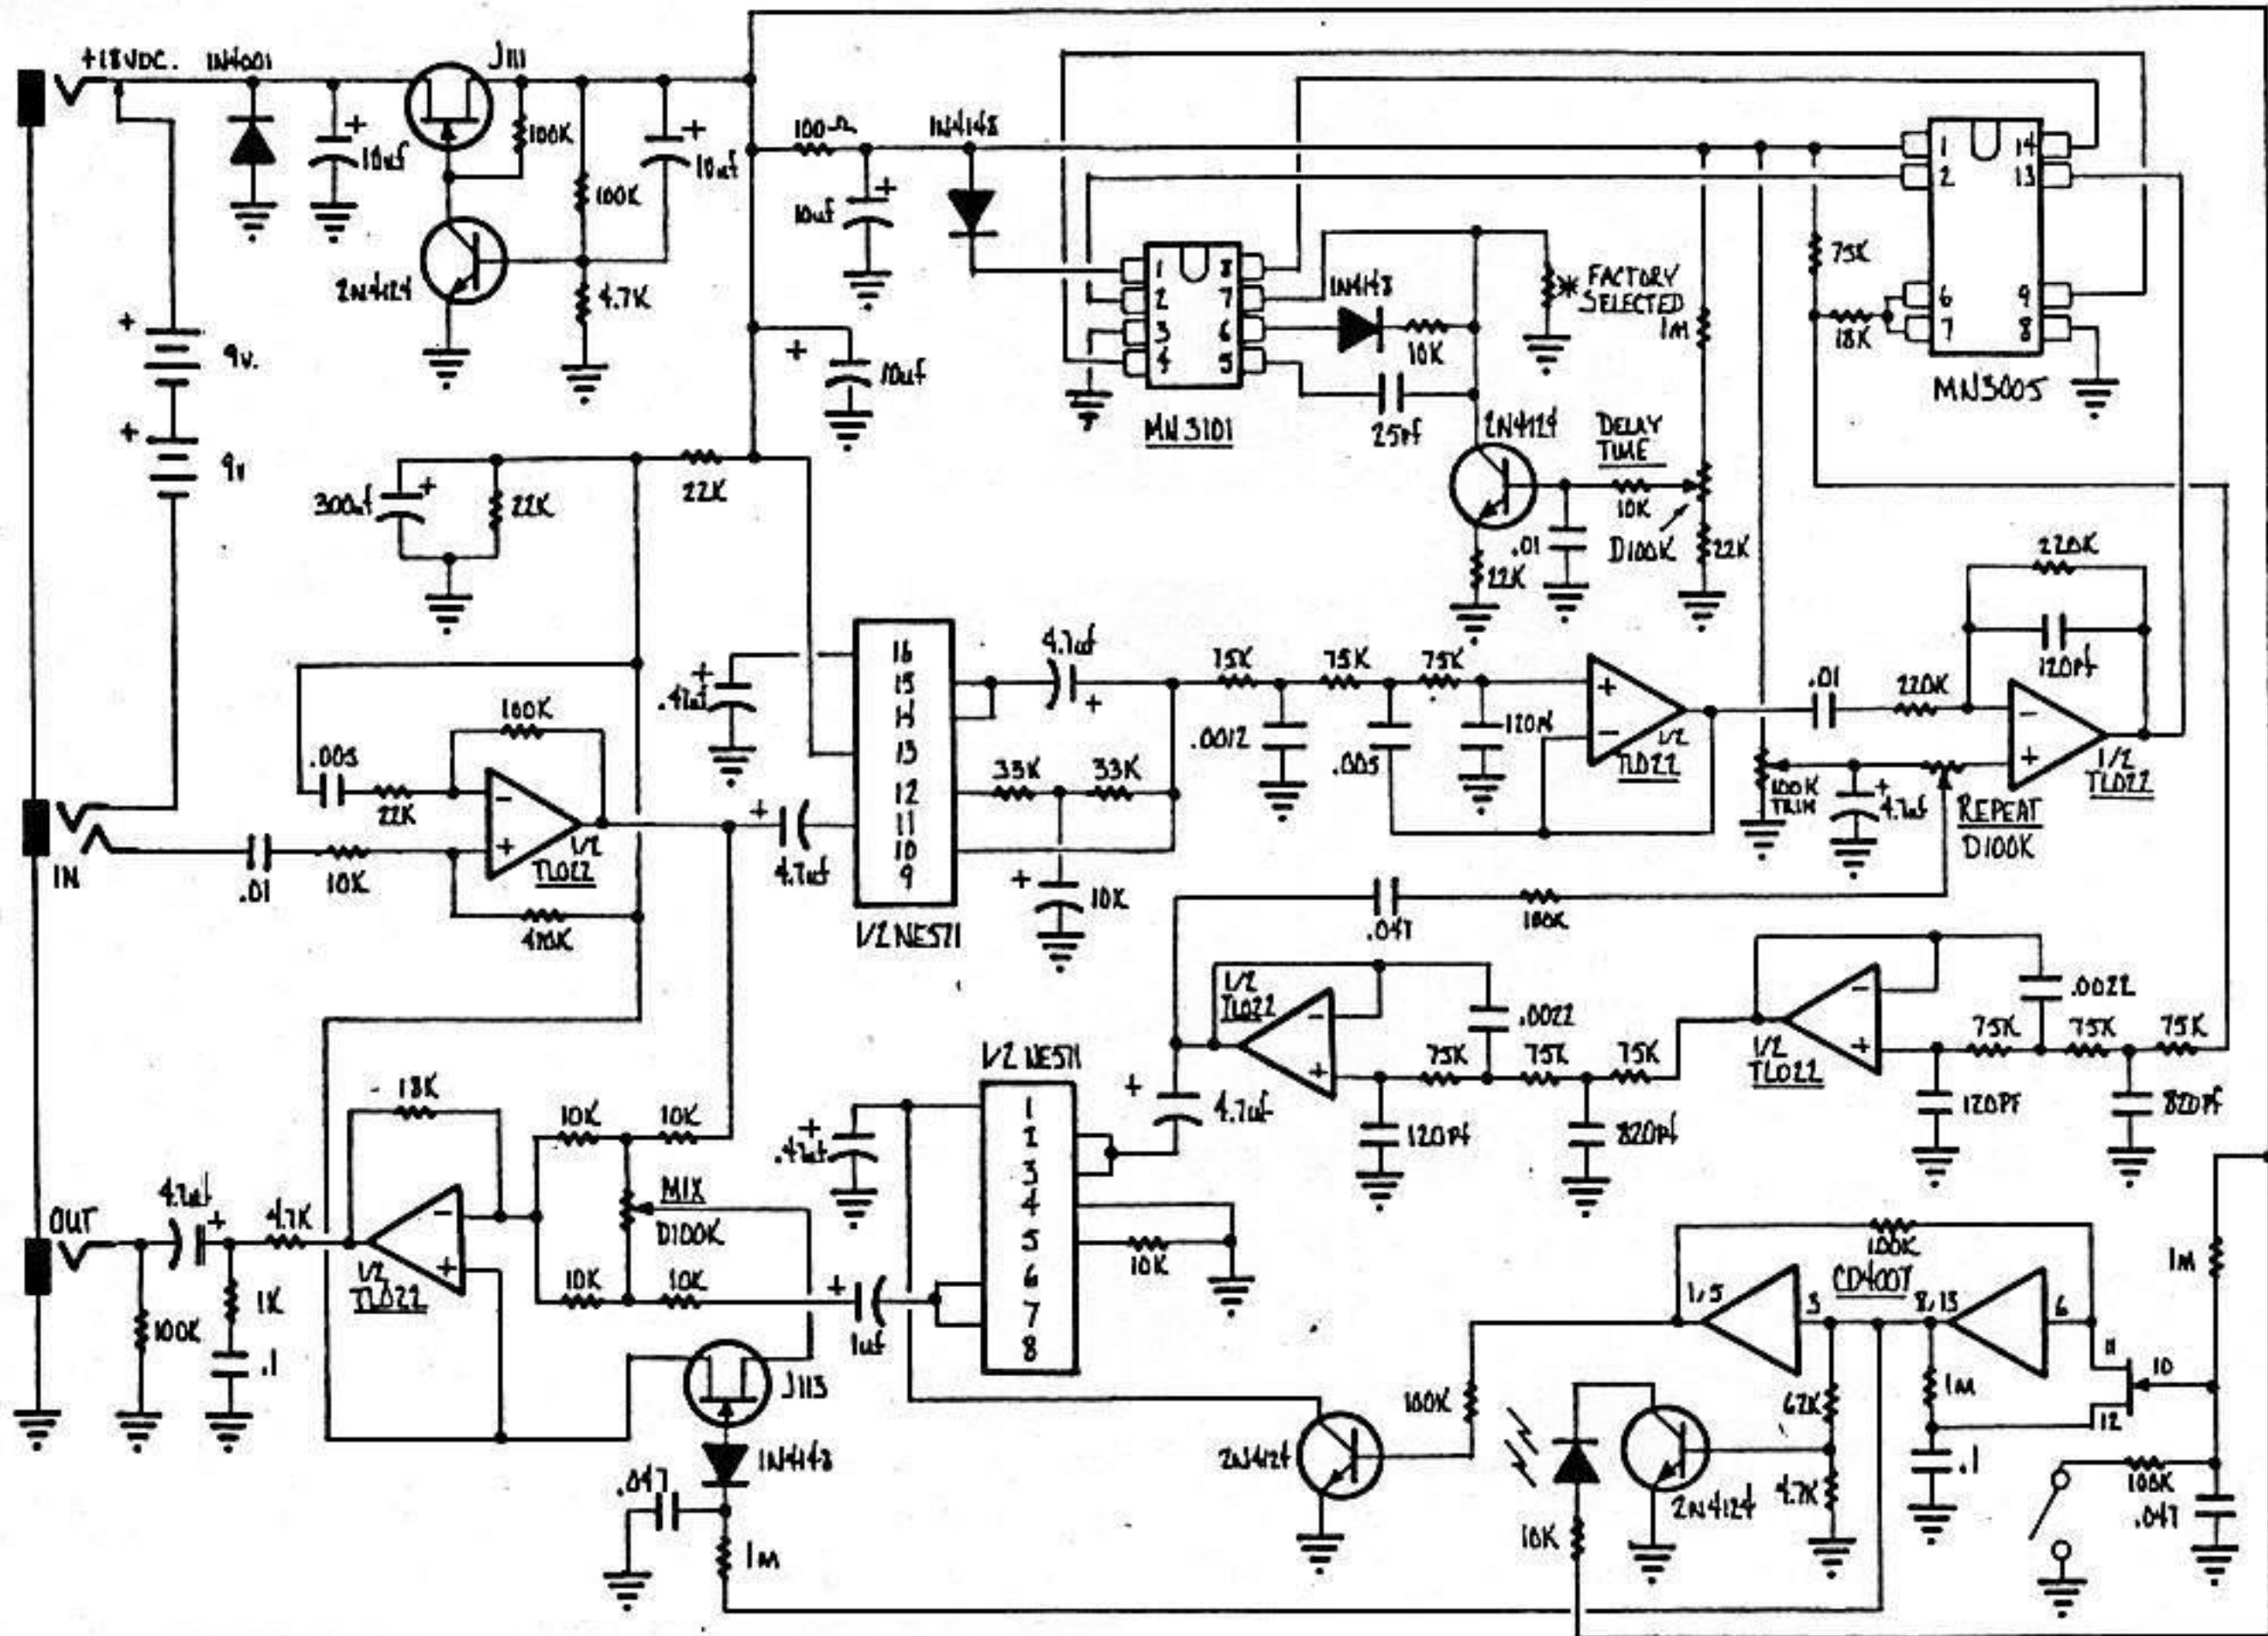 +18VDC.
1N4001
J111
10uf
100K
100K
10uf
2N4124
4.7K
+
9v.
+
9v
100Ω
1N4148
10uf
+
10uf
1
2
3
4
8
7
6
5
MN3101
1N4148
10K
25pf
* FACTORY
SELECTED
1M
2N4124
DELAY
TIME
10K
D100K
.01
22K
22K
1
2
6
7
14
13
9
8
MN3005
75K
18K
300uf
+
22K
22K
.005
22K
100K
1/2
TL022
IN
.01
10K
470K
.47uf
+
16
15
14
13
12
11
10
9
1/2 NE571
4.7uf
+
33K
33K
+
10K
+
4.7uf
75K
75K
75K
.0012
.005
120pf
1/2
TL022
.01
220K
220K
120pf
1/2
TL022
100K
TRIM
+
4.7uf
REPEAT
D100K
.047
100K
1/2
TL022
.0022
75K
75K
75K
120Pf
820Pf
1/2
TL022
.0022
75K
75K
75K
120PF
820Pf
+
4.7uf
1/2 NE571
1
2
3
4
5
6
7
8
10K
+
.47uf
18K
10K
10K
MIX
D100K
10K
10K
+
1uf
1/2
TL022
OUT
4.7uf
+
4.7K
100K
1K
.1
J113
1N4148
.047
1M
2N4124
100K
1,5
3
CD4007
8,13
6
100K
11
10
12
1M
1M
62K
4.7K
2N4124
10K
.1
100K
.047